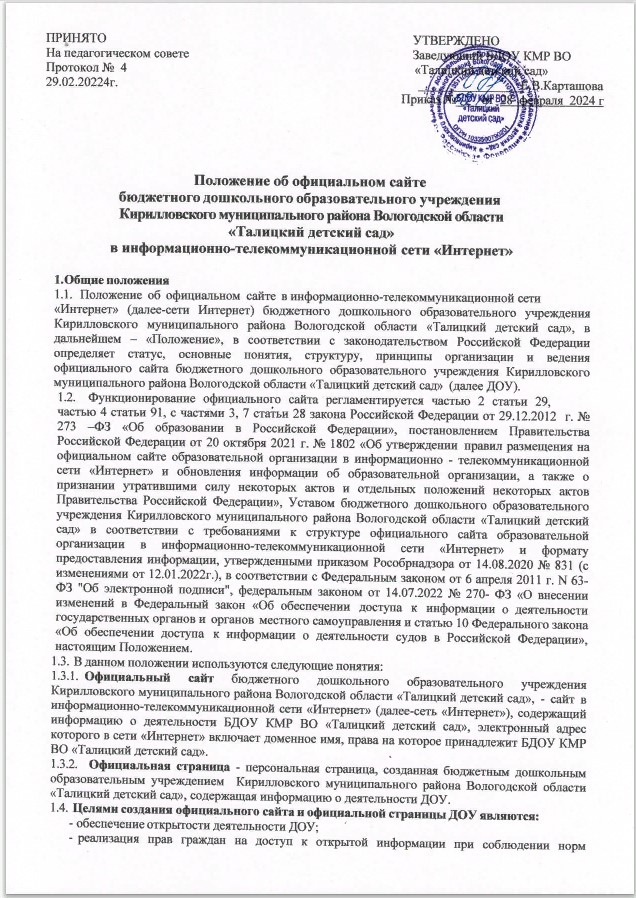 ПРИНЯТО
На педагогическом совете
Протокол № 4
29.02.20224г.
УТВЕРЖДЕНО
Заведующий БДОУ КМР ВО
«Талицкий детский сад»
В.Карташова
Приказ № от 28 февраля 2024 г
БДОУ КМР ВО
«Талицкий
детский сад»
Положение об официальном сайте
бюджетного дошкольного образовательного учреждения
Кирилловского муниципального района Вологодской области
«Талицкий детский сад»
в информационно-телекоммуникационной сети «Интернет»
1.Общие положения
1.1. Положение об официальном сайте в информационно-телекоммуникационной сети
«Интернет» (далее-сети Интернет) бюджетного дошкольного образовательного учреждения
Кирилловского муниципального района Вологодской области «Талицкий детский сад», в
дальнейшем – «Положение», в соответствии с законодательством Российской Федерации
определяет статус, основные понятия, структуру, принципы организации и ведения
официального сайта бюджетного дошкольного образовательного учреждения Кирилловского
муниципального района Вологодской области «Талицкий детский сад» (далее ДОУ).
1.2. Функционирование официального сайта регламентируется частью 2 статьи 29,
частью 4 статьи 91, с частями 3, 7 статьи 28 закона Российской Федерации от 29.12.2012 г. №
273 –ФЗ «Об образовании в Российской Федерации», постановлением Правительства
Российской Федерации от 20 октября 2021 г. № 1802 «Об утверждении правил размещения на
официальном сайте образовательной организации в информационно - телекоммуникационной
сети «Интернет» и обновления информации об образовательной организации, а также о
признании утратившими силу некоторых актов и отдельных положений некоторых актов
Правительства Российской Федерации», Уставом бюджетного дошкольного образовательного
учреждения Кирилловского муниципального района Вологодской области «Талицкий детский
сад» в соответствии с требованиями к структуре официального сайта образовательной
организации в информационно-телекоммуникационной сети «Интернет» и формату
предоставления информации, утвержденными приказом Рособрнадзора от 14.08.2020 № 831 (с
изменениями от 12.01.2022г.), в соответствии с Федеральным законом от 6 апреля 2011 г. N 63-
ФЗ "Об электронной подписи", федеральным законом от 14.07.2022 № 270- ФЗ «О внесении
изменений в Федеральный закон «Об обеспечении доступа к информации о деятельности
государственных органов и органов местного самоуправления и статью 10 Федерального закона
«Об обеспечении доступа к информации о деятельности судов в Российской Федерации»,
настоящим Положением.
1.3. В данном положении используются следующие понятия:
1.3.1. Официальный сайт бюджетного дошкольного образовательного учреждения
Кирилловского муниципального района Вологодской области «Талицкий детский сад», - сайт в
информационно-телекоммуникационной сети «Интернет» (далее-сеть «Интернет»), содержащий
информацию о деятельности БДОУ КМР ВО «Талицкий детский сад», электронный адрес
которого в сети «Интернет» включает доменное имя, права на которое принадлежит БДОУ КМР
ВО «Талицкий детский сад».
1.3.2. Официальная страница - персональная страница, созданная бюджетным дошкольным
образовательным учреждением Кирилловского муниципального района Вологодской области
«Талицкий детский сад», содержащая информацию о деятельности ДОУ.
1.4. Целями создания официального сайта и официальной страницы ДОУ являются:
- обеспечение открытости деятельности ДОУ;
- реализация прав граждан на доступ к открытой информации при соблюдении норм